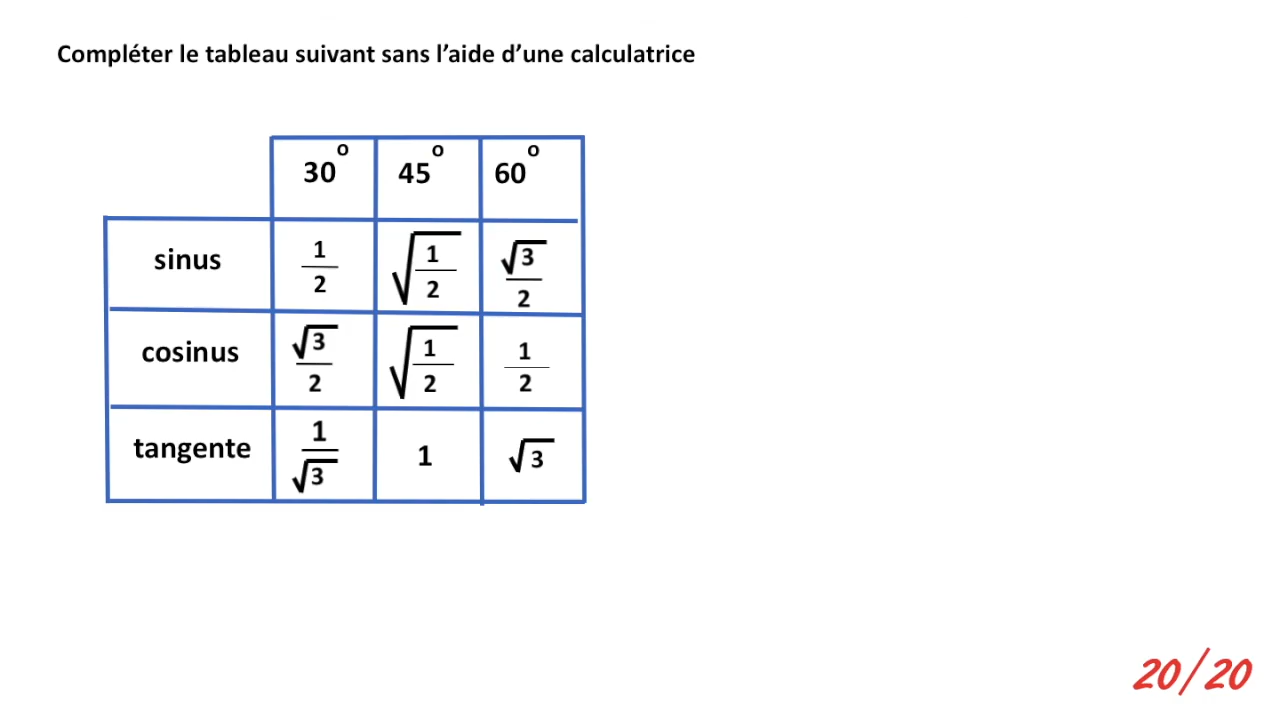 Compléter le tableau suivant sans l’aide d’une calculatrice
30° 45° 60°
sinus 1/2 √(1/2) √3/2
cosinus √3/2 √(1/2) 1/2
tangente 1/√3 1 √3
20/20